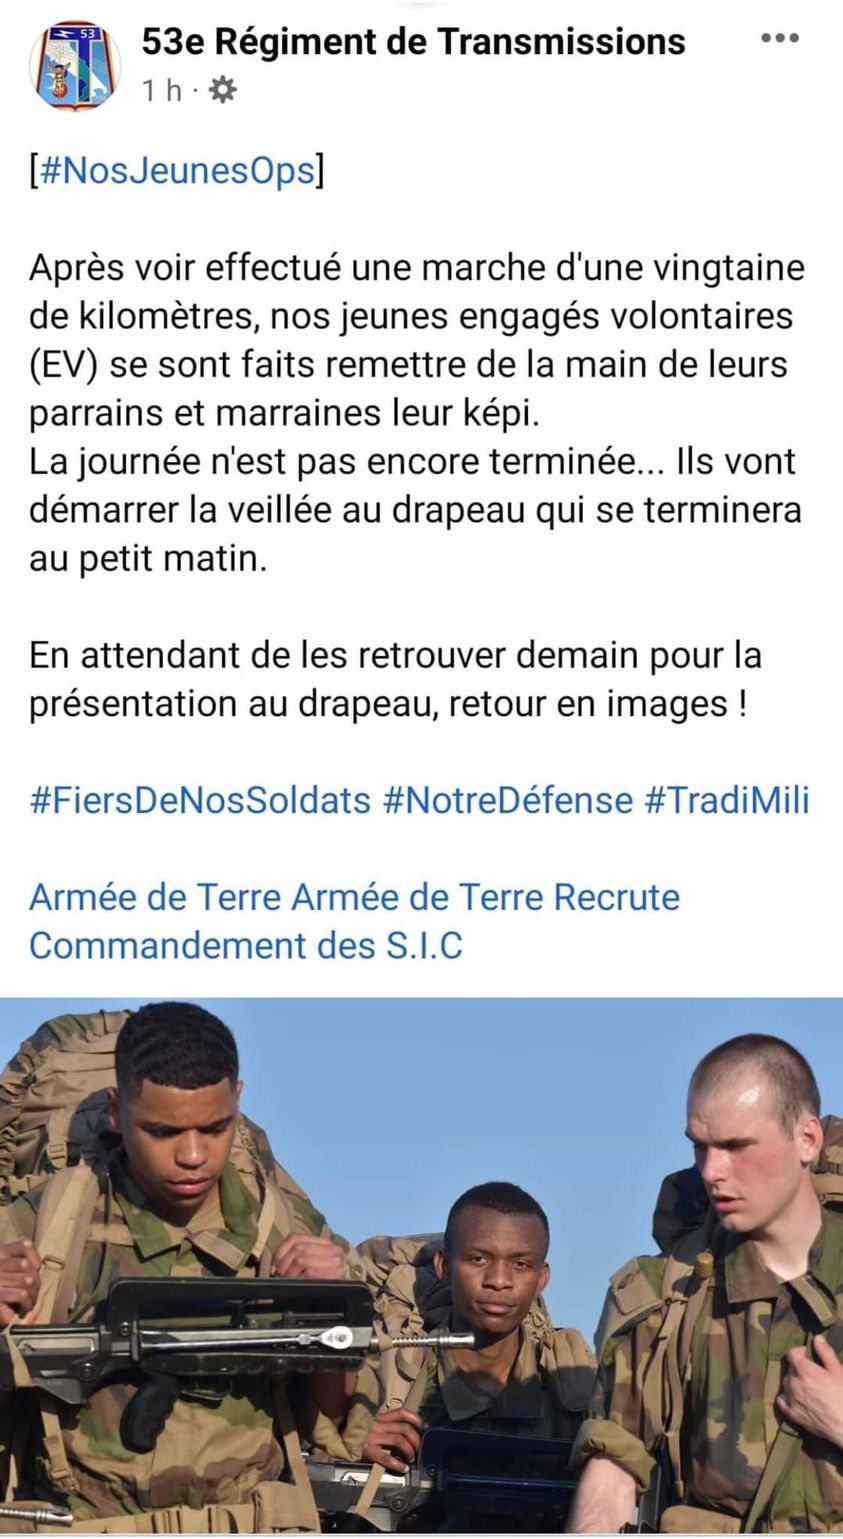 53
53e Régiment de Transmissions
1 h ·
[#NosJeunesOps]
Après voir effectué une marche d'une vingtaine
de kilomètres, nos jeunes engagés volontaires
(EV) se sont faits remettre de la main de leurs
parrains et marraines leur képi.
La journée n'est pas encore terminée... Ils vont
démarrer la veillée au drapeau qui se terminera
au petit matin.
En attendant de les retrouver demain pour la
présentation au drapeau, retour en images !
#FiersDeNosSoldats #NotreDéfense #TradiMili
Armée de Terre Armée de Terre Recrute
Commandement des S.I.C